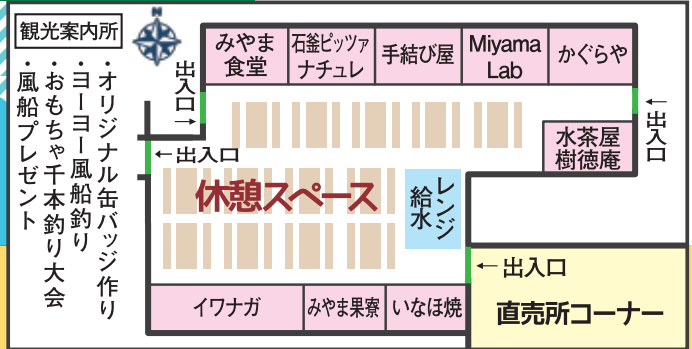 観光案内所
・オリジナル缶バッジ作り
・ヨーヨー風船釣り
・おもちゃ千本釣り大会
・風船プレゼント
みやま
食堂
石釜ピッツァ
ナチュレ
手結び屋
Miyama
Lab
かぐらや
出入口→
←出入口
水茶屋
樹徳庵
←出入口
休憩スペース
レンジ
給水
イワナガ
みやま果寮
いなほ焼
←出入口
直売所コーナー